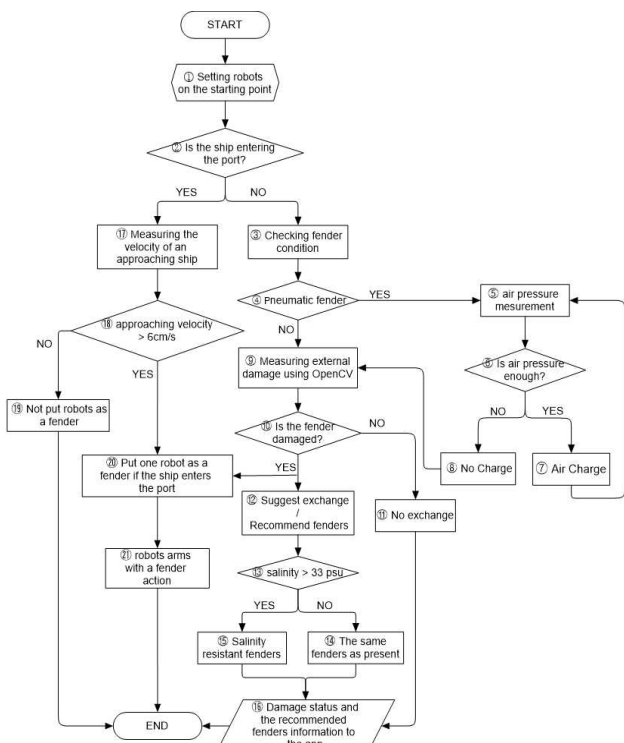 START
① Setting robots
on the starting point
② Is the ship entering
the port?
YES
NO
⑰ Measuring the
velocity of an
approaching ship
③ Checking fender
condition
④ Pneumatic fender
YES
⑤ air pressure
mesurement
⑱ approaching velocity
> 6cm/s
NO
NO
YES
⑨ Measuring external
damage using OpenCV
⑥ Is air pressure
enough?
NO
YES
⑲ Not put robots as
a fender
⑩ Is the fender
damaged?
NO
YES
⑧ No Charge
⑦ Air Charge
⑳ Put one robot as a
fender if the ship enters
the port
⑫ Suggest exchange
/
Recommend fenders
⑪ No exchange
㉑ robots arms
with a fender
action
⑬ salinity > 33 psu
YES
NO
⑮ Salinity
resistant fenders
⑭ The same
fenders as present
END
⑯ Damage status and
the recommended
fenders information to
the app